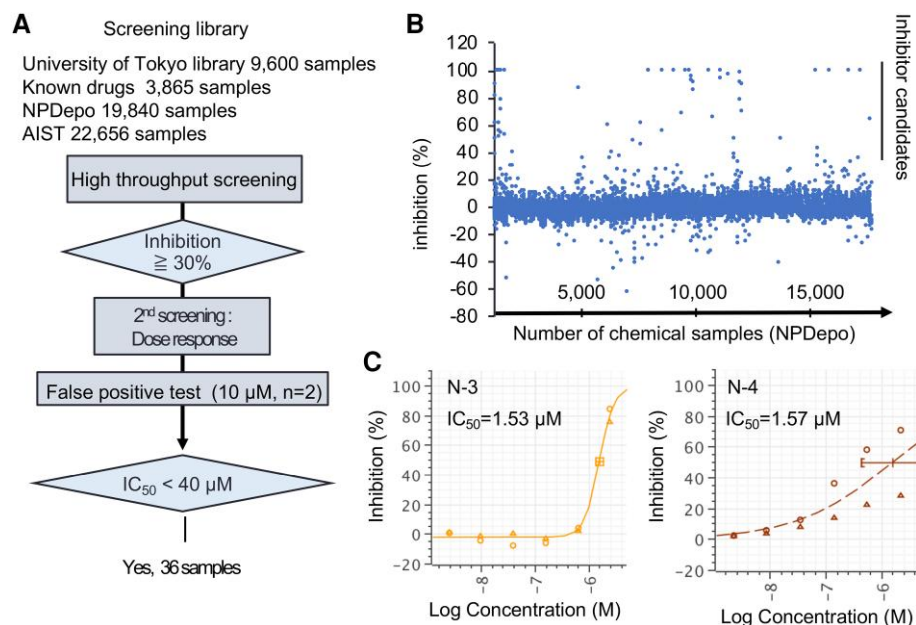 A
Screening library
University of Tokyo library 9,600 samples
Known drugs 3,865 samples
NPDepo 19,840 samples
AIST 22,656 samples
High throughput screening
Inhibition
≧ 30%
2nd screening :
Dose response
False positive test (10 μM, n=2)
IC50 < 40 μM
Yes, 36 samples
B
120
100
80
60
40
20
0
-20
-40
-60
-80
inhibition (%)
5,000
10,000
15,000
Number of chemical samples (NPDepo)
Inhibitor candidates
C
N-3
IC50=1.53 μM
100
80
60
40
20
0
−20
Inhibition (%)
−8
−7
−6
Log Concentration (M)
N-4
IC50=1.57 μM
100
80
60
40
20
0
−20
Inhibition (%)
−8
−7
−6
Log Concentration (M)